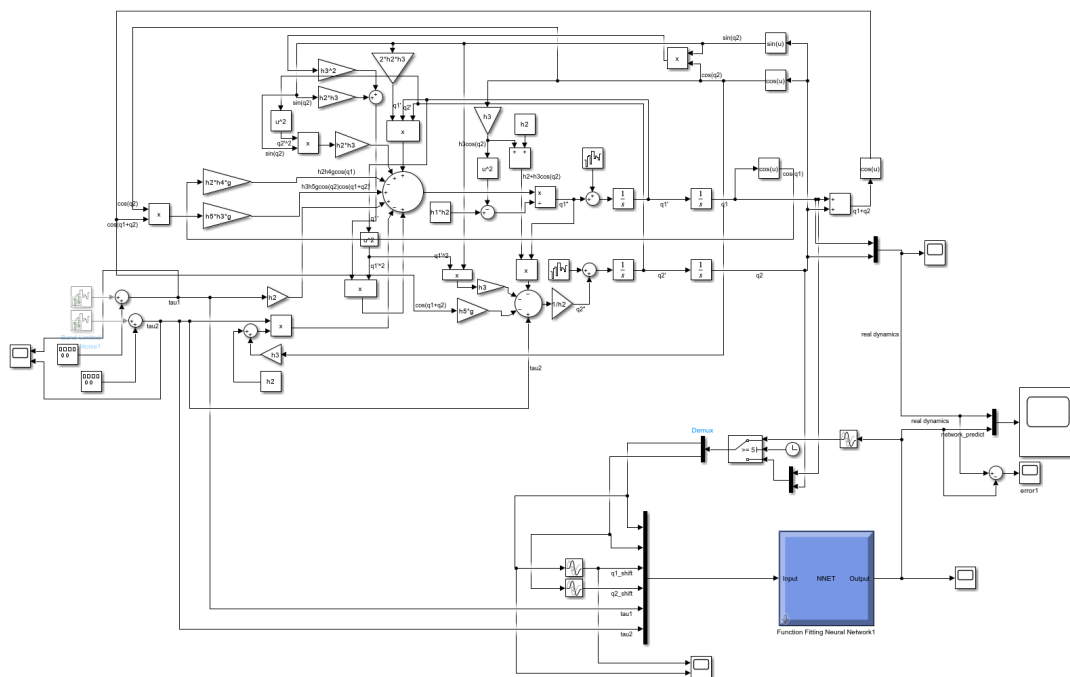 sin(q2)
sin(u)
x
2*h2*h3
cos(q2)
cos(u)
h3^2
h2*h3
sin(q2)
u^2
q2'^2
sin(q2)
x
h2*h3
q1'
q2'
x
h3
h2
h3cos(q2)
u^2
h2+h3cos(q2)
cos(u)
cos(q1)
cos(u)
h2h4gcos(q1)
h2*h4*g
h3h5gcos(q2)cos(q1+q2)
h5*h3*g
cos(q2)
x
cos(q1+q2)
h1*h2
x
÷
q1''
1
s
q1'
1
s
q1
q1+q2
q1'
u^2
q1'^2
q1'^2
x
x
x
h3
h5*g
cos(q1+q2)
1/h2
q2''
1
s
q2'
1
s
q2
tau1
h2
tau2
x
h3
h2
tau2
real dynamics
Demux
>= 5
real dynamics
network_predict
error1
q1_shift
q2_shift
tau1
tau2
Input
NNET
Output
Function Fitting Neural Network1